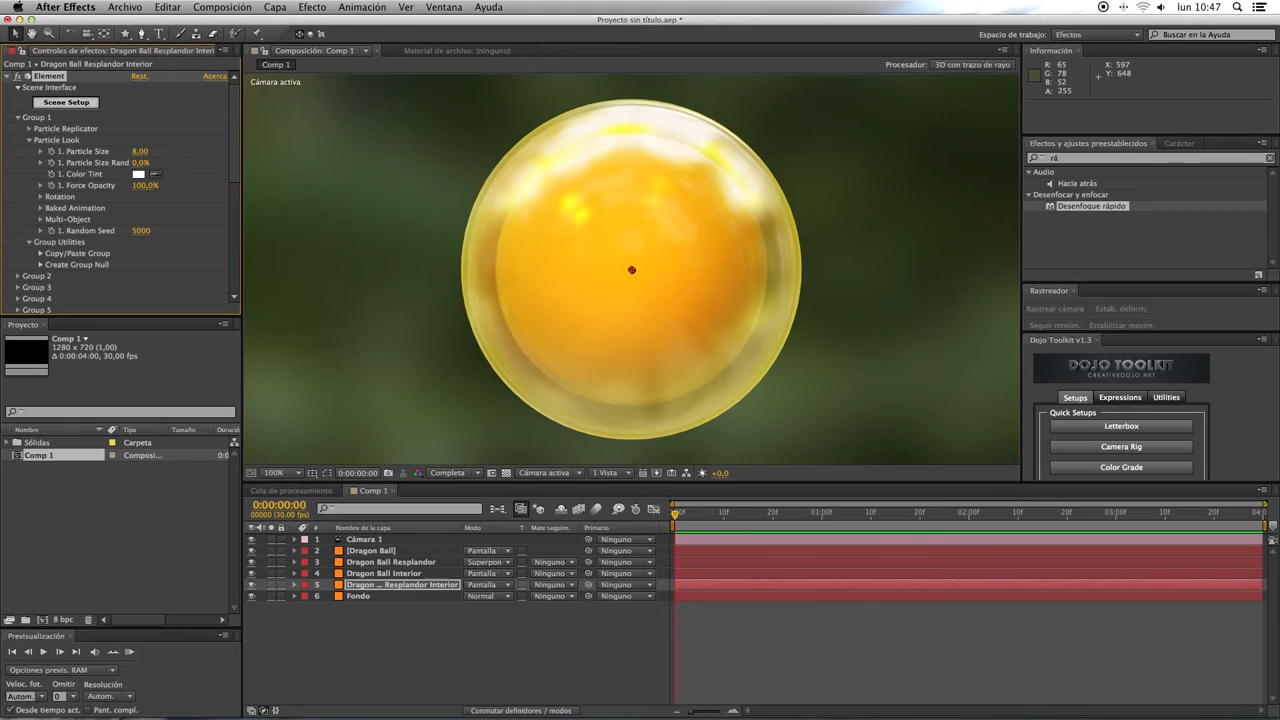 After Effects Archivo Editar Composición Capa Efecto Animación Ver Ventana Ayuda lun 10:47
Proyecto sin título.aep *
Espacio de trabajo: Efectos Buscar en la Ayuda
Controles de efectos: Dragon Ball Resplandor Interi
Composición: Comp 1 Material de archivo: (ninguno)
Información
Comp 1 • Dragon Ball Resplandor Interior
Comp 1 Procesador: 3D con trazo de rayo
R: 65 X: 597
G: 78 Y: 648
B: 52
A: 255
fx Element Rest. Acerca
Cámara activa
Scene Interface
Scene Setup
Group 1
Particle Replicator
Particle Look
1. Particle Size 8,00
1. Particle Size Rand 0,0%
1. Color Tint
1. Force Opacity 100,0%
Rotation
Baked Animation
Multi-Object
1. Random Seed 5000
Group Utilities
Copy/Paste Group
Create Group Null
Group 2
Group 3
Group 4
Group 5
Efectos y ajustes preestablecidos Carácter
rá
Audio
Hacia atrás
Desenfocar y enfocar
Desenfoque rápido
Rastreador
Rastrear cámara Estab. deform.
Seguir movim. Estabilizar movim.
Dojo Toolkit v1.3
DOJO TOOLKIT
CREATIVEDOJO.NET
Setups Expressions Utilities
Quick Setups
Letterbox
Camera Rig
Color Grade
Proyecto
Comp 1
1280 x 720 (1,00)
Δ 0:00:04:00, 30,00 fps
Nombre Tipo Tamaño Duració
Sólidas Carpeta
Comp 1 Composi... 0:0
8 bpc
100% 0:00:00:00 Completa Cámara activa 1 Vista +0,0
Cola de procesamiento Comp 1
0:00:00:00
00000 (30.00 fps)
# Nombre de la capa Modo T Mate seguim. Primario
1 Cámara 1 Ninguno
2 [Dragon Ball] Pantalla Ninguno
3 Dragon Ball Resplandor Superpon Ninguno Ninguno
4 Dragon Ball Interior Pantalla Ninguno Ninguno
5 Dragon ... Resplandor Interior Pantalla Ninguno Ninguno
6 Fondo Normal Ninguno Ninguno
10f 20f 01:00f 10f 20f 02:00f 10f 20f 03:00f 10f 20f 04:0
Conmutar definidores / modos
Previsualización
Opciones previs. RAM
Veloc. fot. Omitir Resolución
Autom. 0 Autom.
Desde tiempo act. Pant. compl.